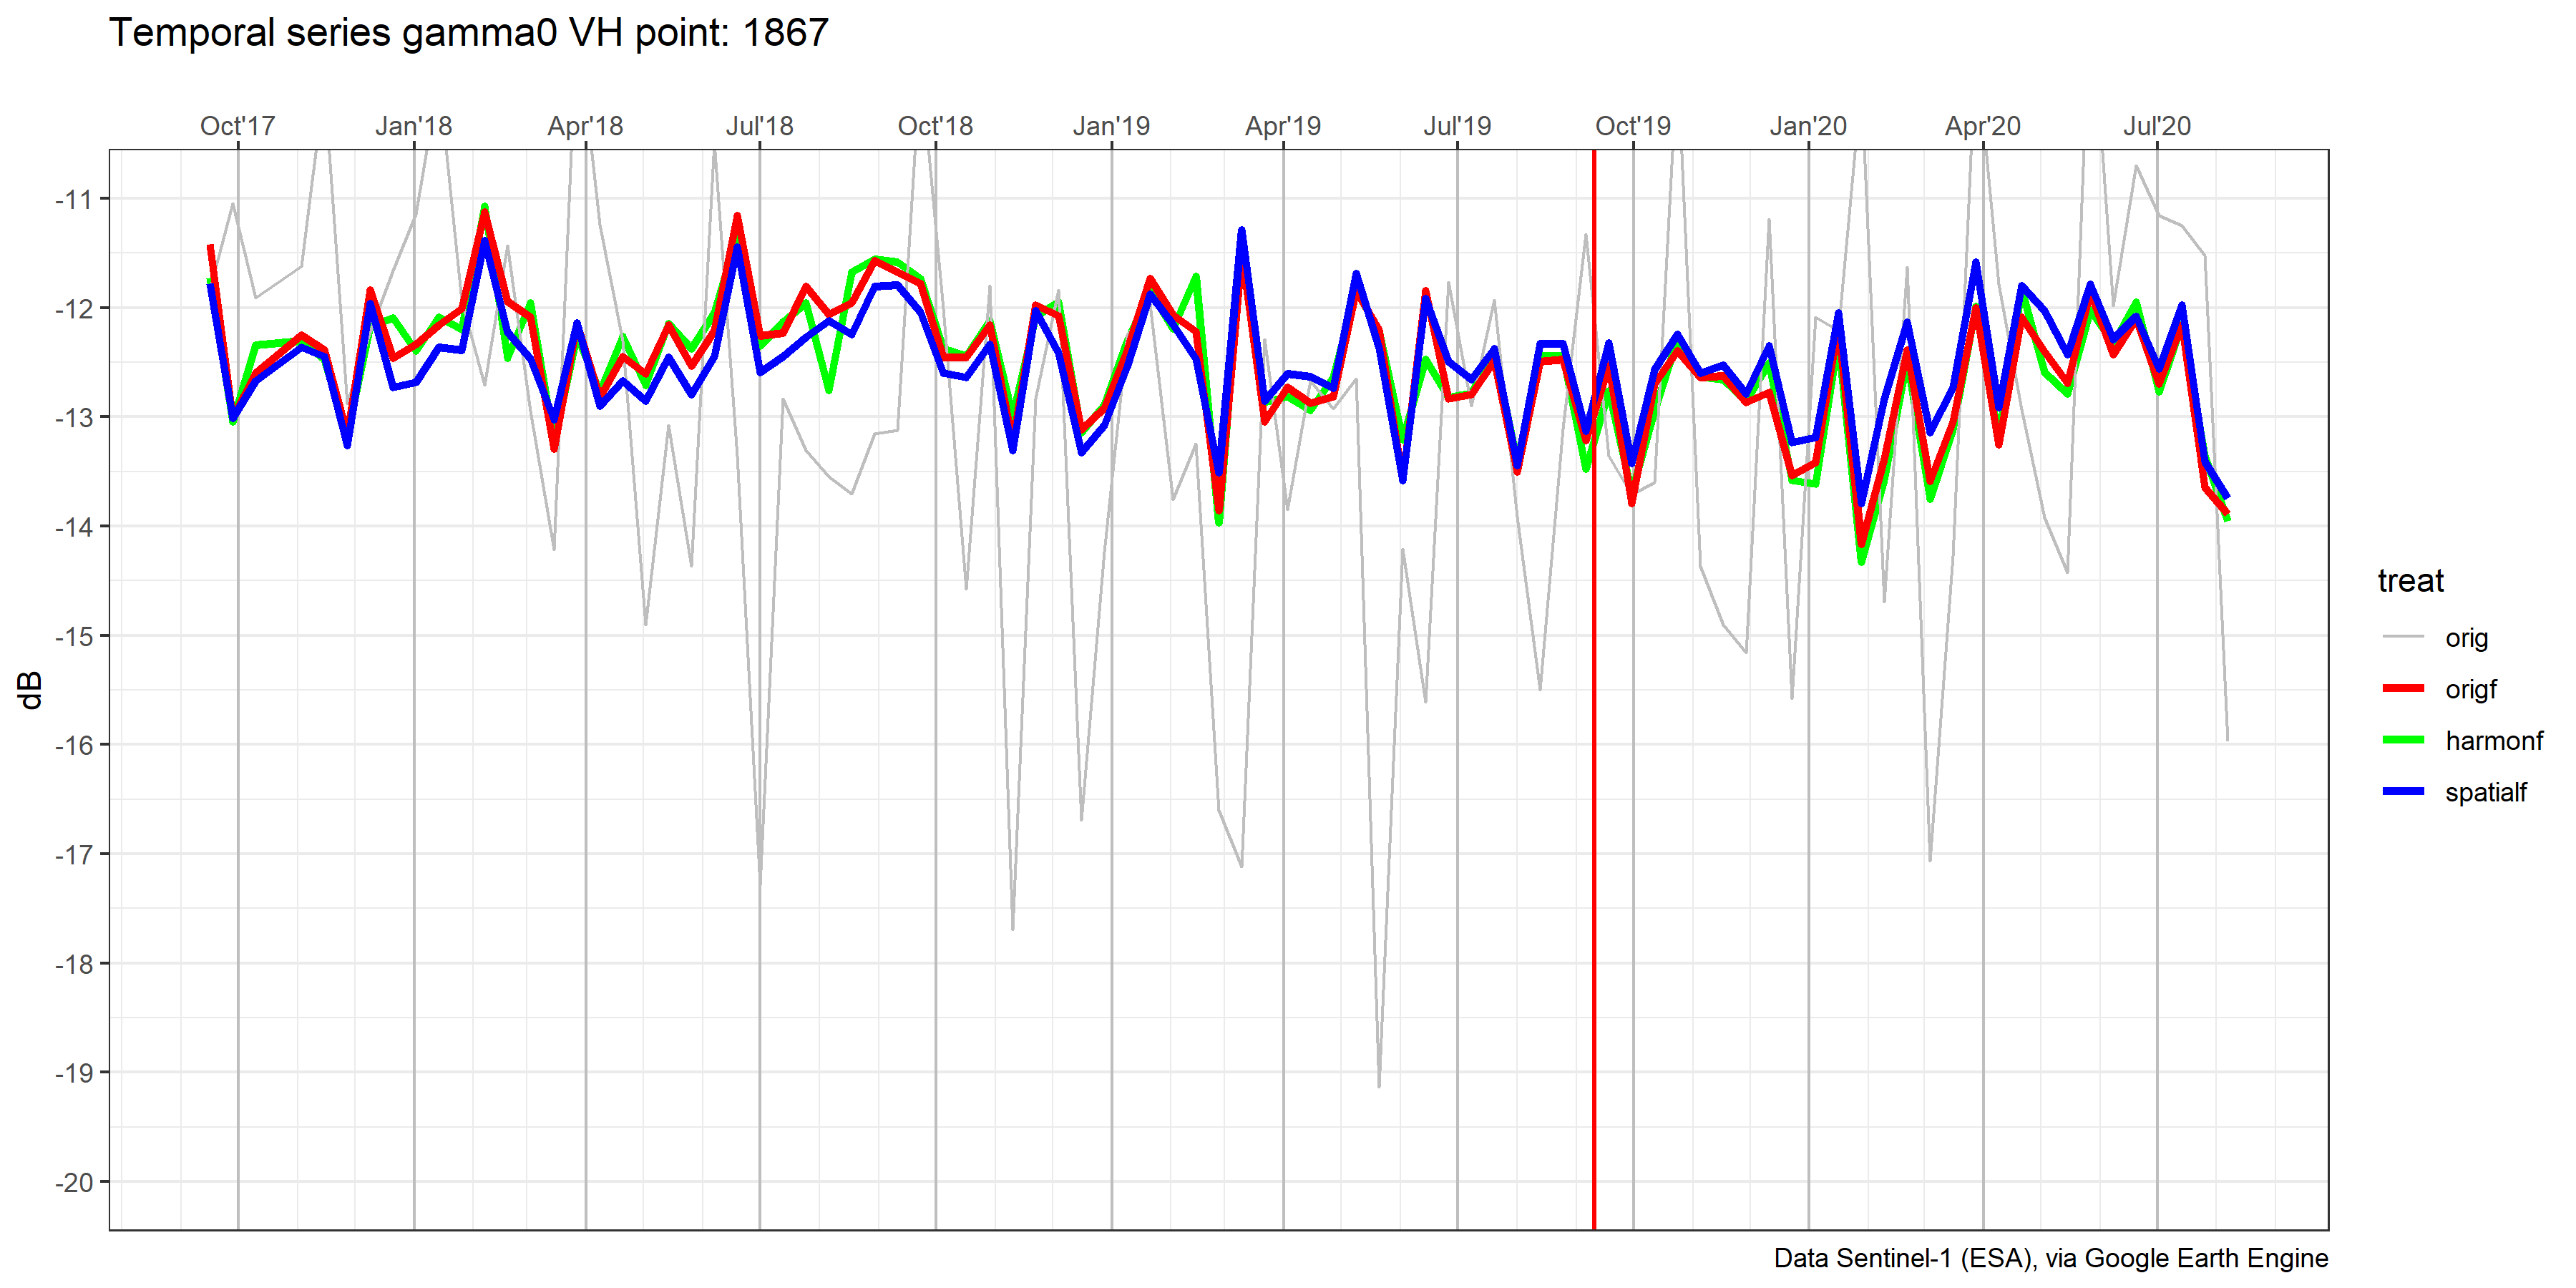 Temporal series gamma0 VH point: 1867
Oct'17 Jan'18 Apr'18 Jul'18 Oct'18 Jan'19 Apr'19 Jul'19 Oct'19 Jan'20 Apr'20 Jul'20
-11
-12
-13
-14
-15
-16
-17
-18
-19
-20
dB
treat
orig
origf
harmonf
spatialf
Data Sentinel-1 (ESA), via Google Earth Engine